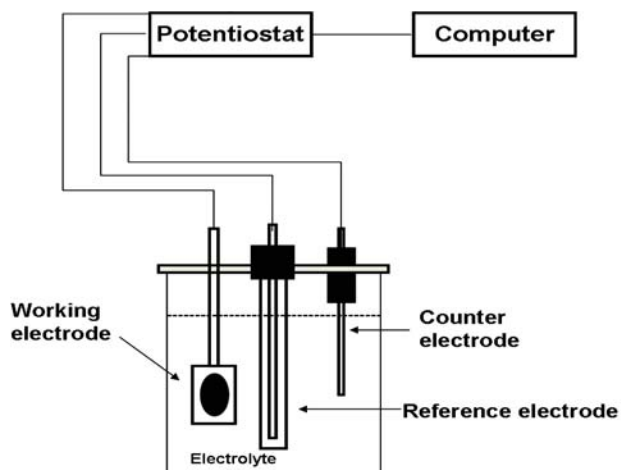 Potentiostat
Computer
Working
electrode
Counter
electrode
Reference electrode
Electrolyte